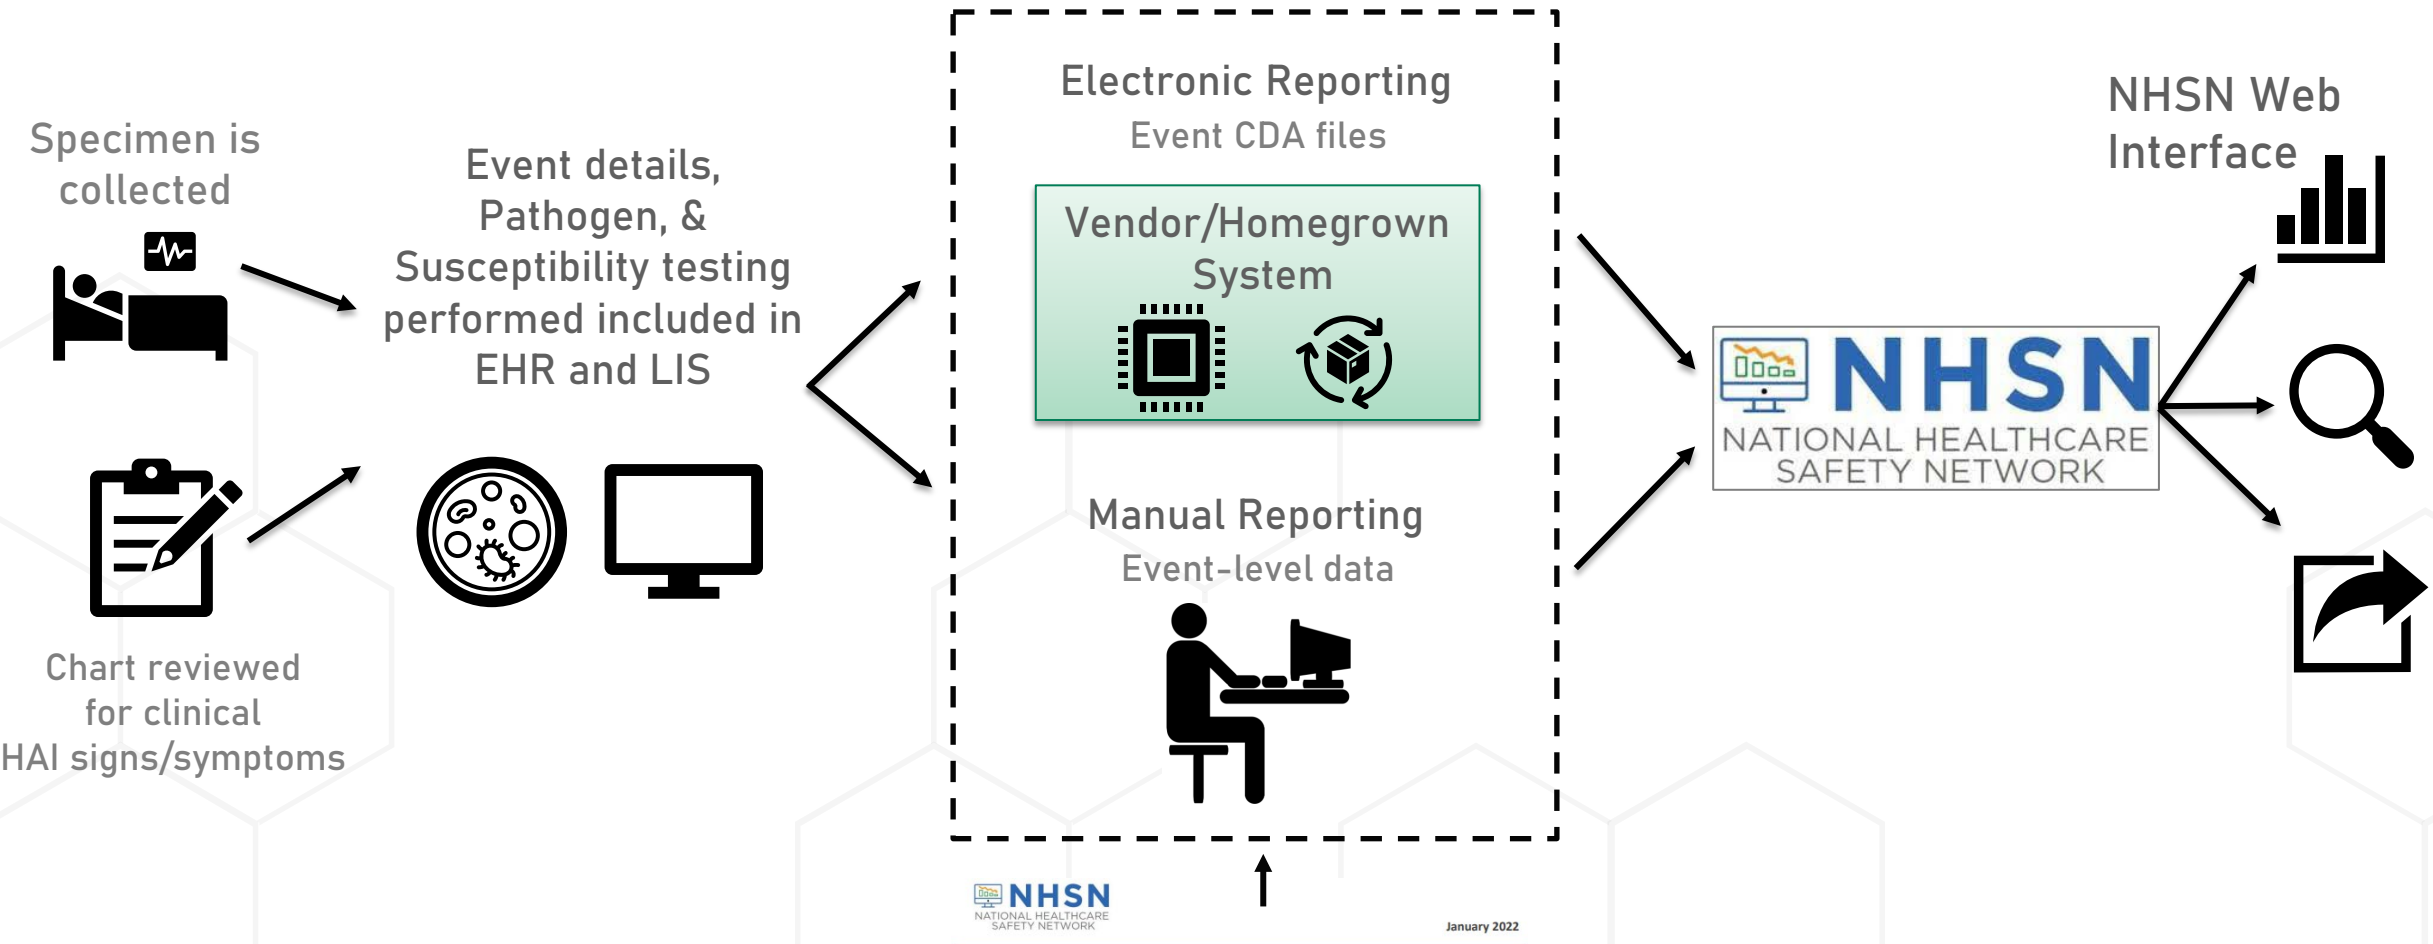 Specimen is
collected
Chart reviewed
for clinical
HAI signs/symptoms
Event details,
Pathogen, &
Susceptibility testing
performed included in
EHR and LIS
Electronic Reporting
Event CDA files
Vendor/Homegrown
System
Manual Reporting
Event-level data
NHSN
NATIONAL HEALTHCARE
SAFETY NETWORK
NHSN Web
Interface
NHSN
NATIONAL HEALTHCARE
SAFETY NETWORK
January 2022